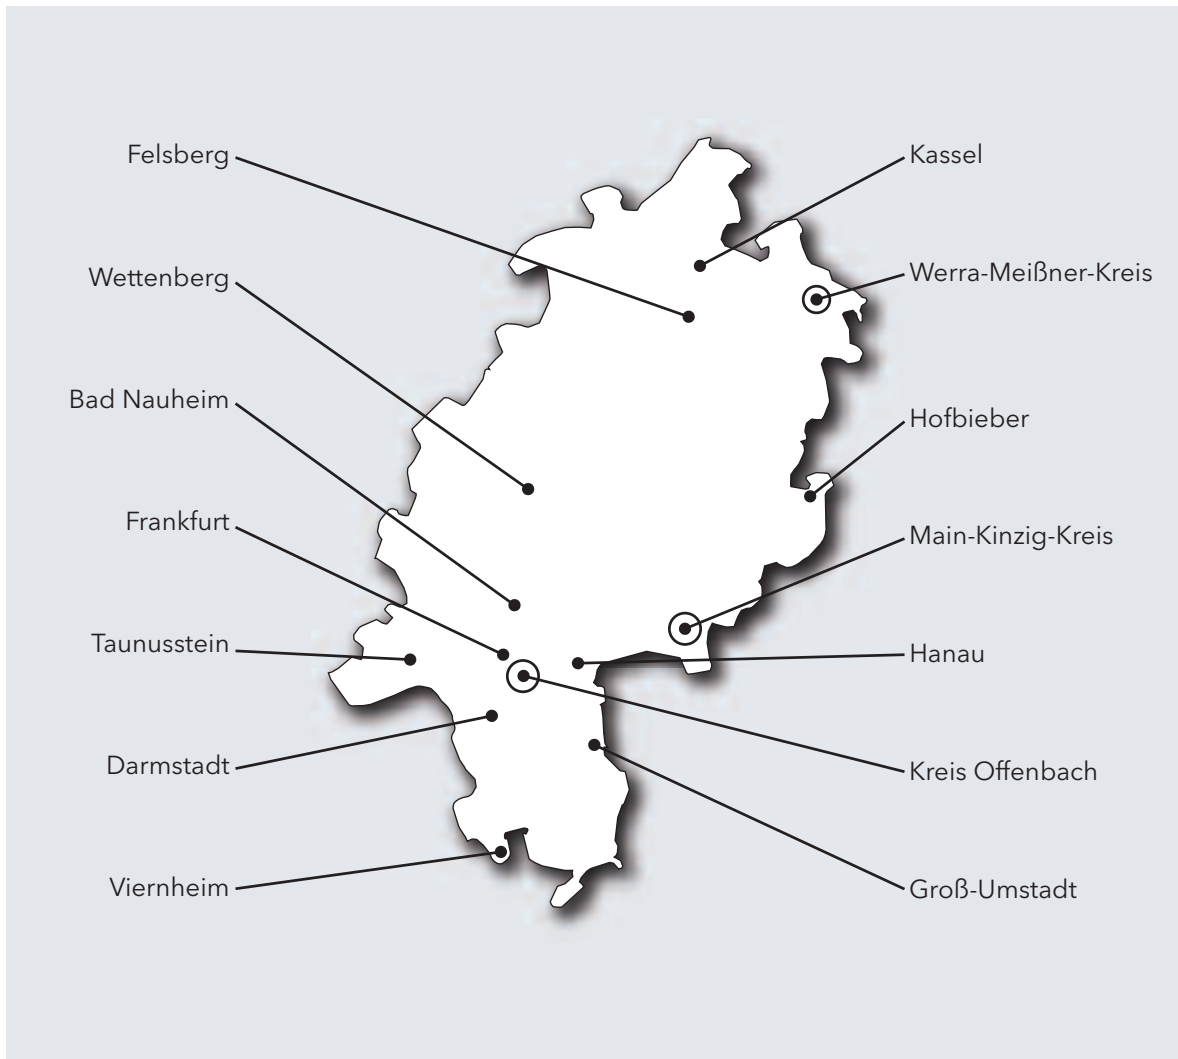 Felsberg
Wettenberg
Bad Nauheim
Frankfurt
Taunusstein
Darmstadt
Viernheim
Kassel
Werra-Meißner-Kreis
Hofbieber
Main-Kinzig-Kreis
Hanau
Kreis Offenbach
Groß-Umstadt